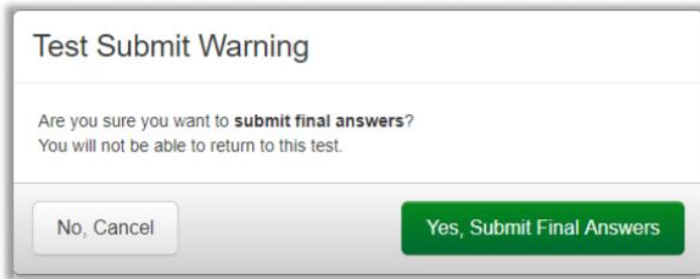 Test Submit Warning
Are you sure you want to submit final answers?
You will not be able to return to this test.
No, Cancel
Yes, Submit Final Answers